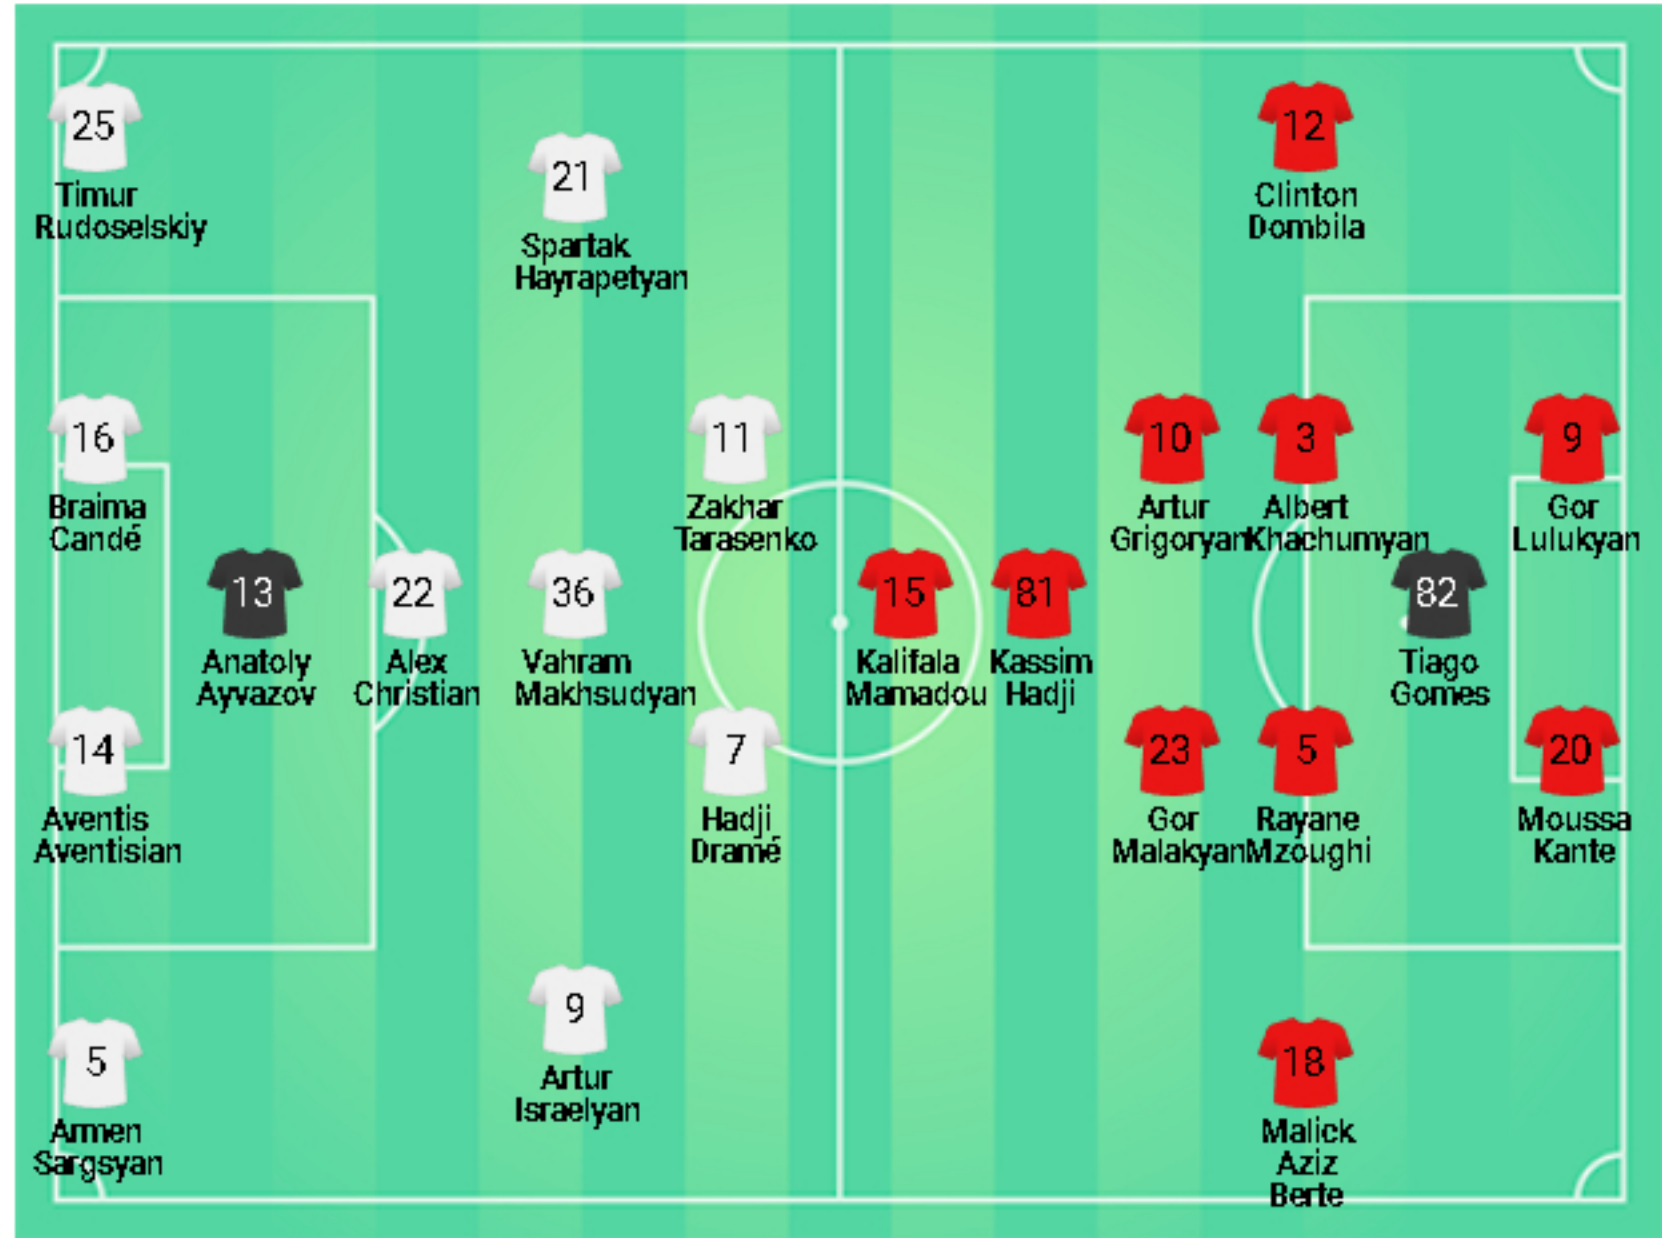 25
Timur
Rudoselskiy
21
Spartak
Hayrapetyan
12
Clinton
Dombila
16
Braima
Candé
11
Zakhar
Tarasenko
10
Artur
Grigoryan
3
Albert
Khachumyan
9
Gor
Lulukyan
13
Anatoly
Ayvazov
22
Alex
Christian
36
Vahram
Makhsudyan
15
Kalifala
Mamadou
81
Kassim
Hadji
82
Tiago
Gomes
14
Aventis
Aventisian
7
Hadji
Dramé
23
Gor
Malakyan
5
Rayane
Mzoughi
20
Moussa
Kante
5
Armen
Sargsyan
9
Artur
Israelyan
18
Malick
Aziz
Berte